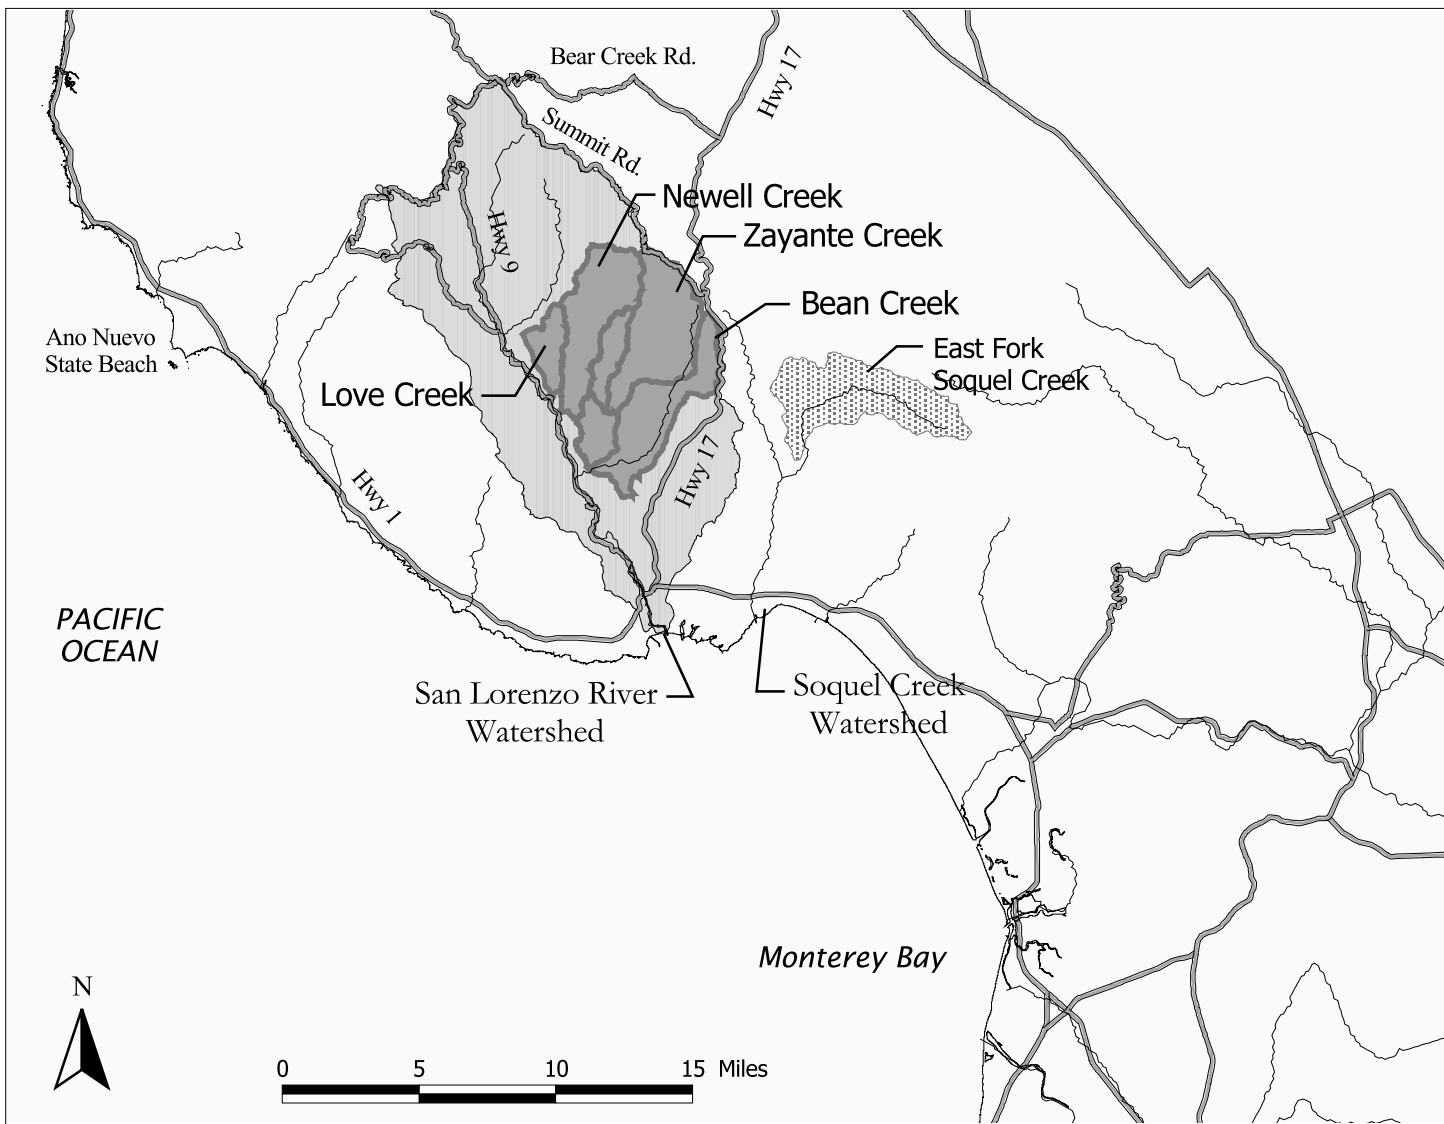 Bear Creek Rd.
Hwy 17
Summit Rd.
Newell Creek
Hwy 9
Zayante Creek
Bean Creek
Ano Nuevo
State Beach
East Fork
Soquel Creek
Love Creek
Hwy 17
Hwy 1
PACIFIC
OCEAN
San Lorenzo River
Watershed
Soquel Creek
Watershed
Monterey Bay
N
0 5 10 15 Miles